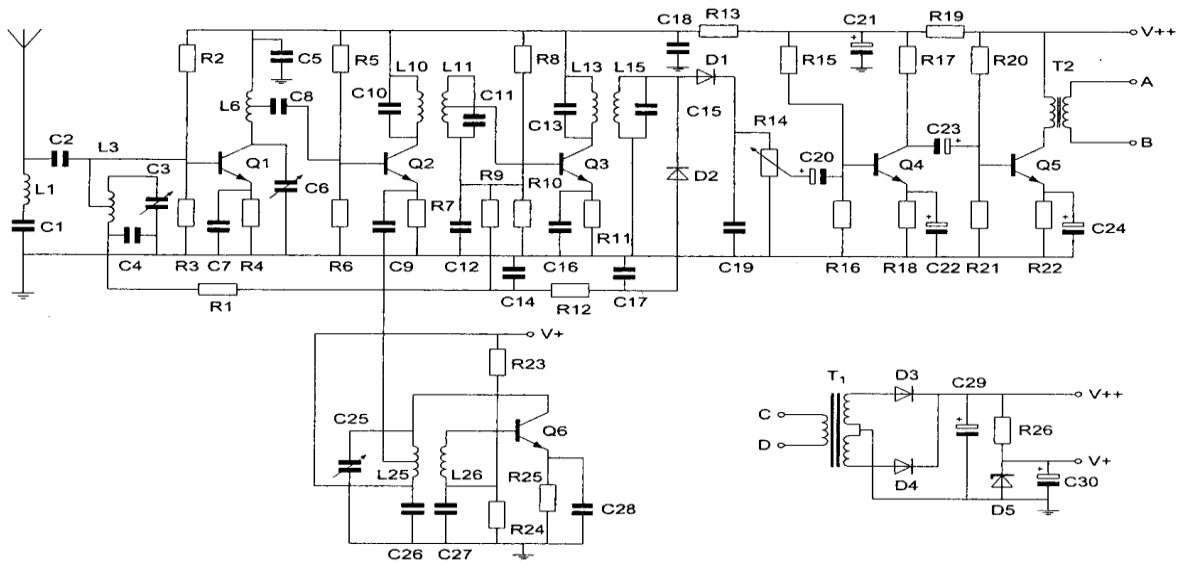 C18 R13 C21 R19 V++
R2 C5 R5 L10 L11 R8 L13 L15 D1 R15 R17 R20 T2
L6 C8 C10 C11 C13 C15 R14 A
C2 L3 C3 Q1 C6 Q2 R9 Q3 D2 C20 Q4 C23 Q5 B
L1 R7 R10
C1 R11 C24
C4 R3 C7 R4 R6 C9 C12 C14 C16 C17 C19 R16 R18 C22 R21 R22
R1 R12
V+
R23
T1 D3 C29 V++
C25 Q6 C
L25 L26 R25 D R26
V+
D4 C30
R24 C28 D5
C26 C27